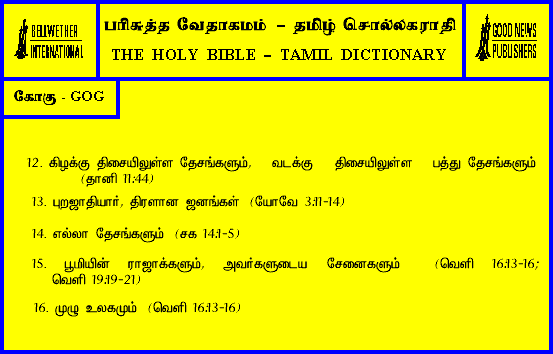 BELLWETHER
INTERNATIONAL
பரிசுத்த வேதாகமம் – தமிழ் சொல்லகராதி
THE HOLY BIBLE – TAMIL DICTIONARY
GOOD NEWS
PUBLISHERS
கோகு - GOG
12. கிழக்கு திசையிலுள்ள தேசங்களும், வடக்கு திசையிலுள்ள பத்து தேசங்களும்
(தானி 11:44)
13. புறஜாதியார், திரளான ஜனங்கள் (யோவே 3:11-14)
14. எல்லா தேசங்களும் (சக 14:1-5)
15. பூமியின் ராஜாக்களும், அவர்களுடைய சேனைகளும் (வெளி 16:13-16;
வெளி 19:19-21)
16. முழு உலகமும் (வெளி 16:13-16)